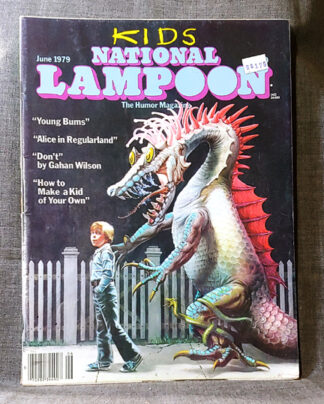 KIDS
June 1979
NATIONAL
LAMPOON
The Humor Magazine
"Young Bums"
"Alice in Regularland"
"Don't"
by Gahan Wilson
"How to
Make a Kid
of Your Own"